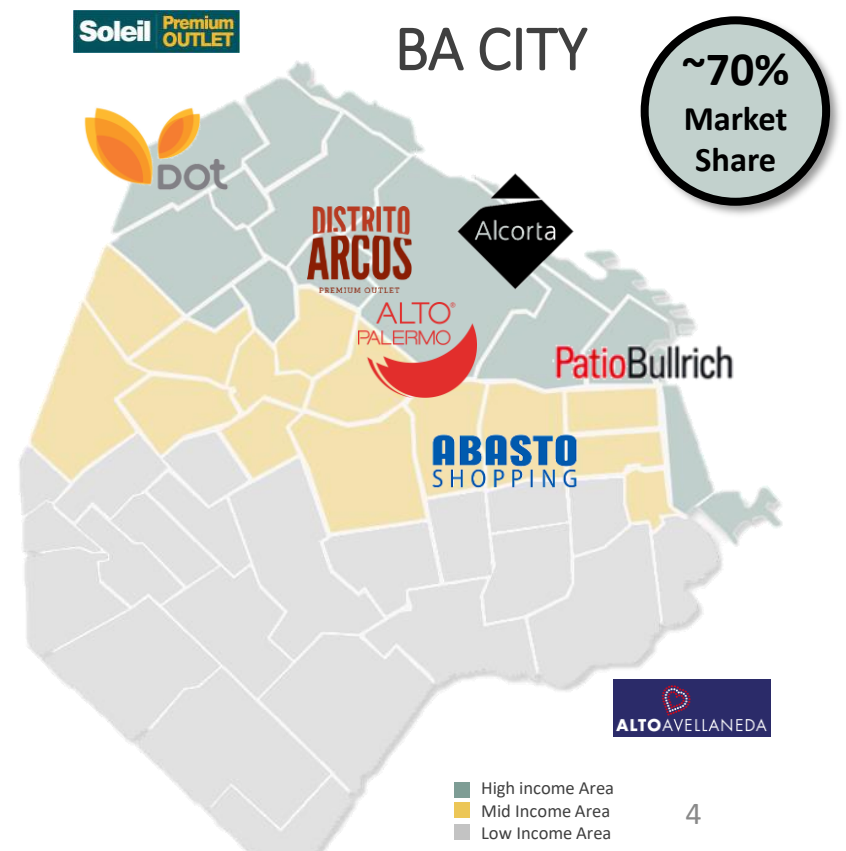 Soleil Premium OUTLET
BA CITY
~70%
Market
Share
DOT
DISTRITO
ARCOS
PREMIUM OUTLET
Alcorta
ALTO®
PALERMO
PatioBullrich
ABASTO
SHOPPING
ALTOAVELLANEDA
High income Area
Mid Income Area
Low Income Area
4